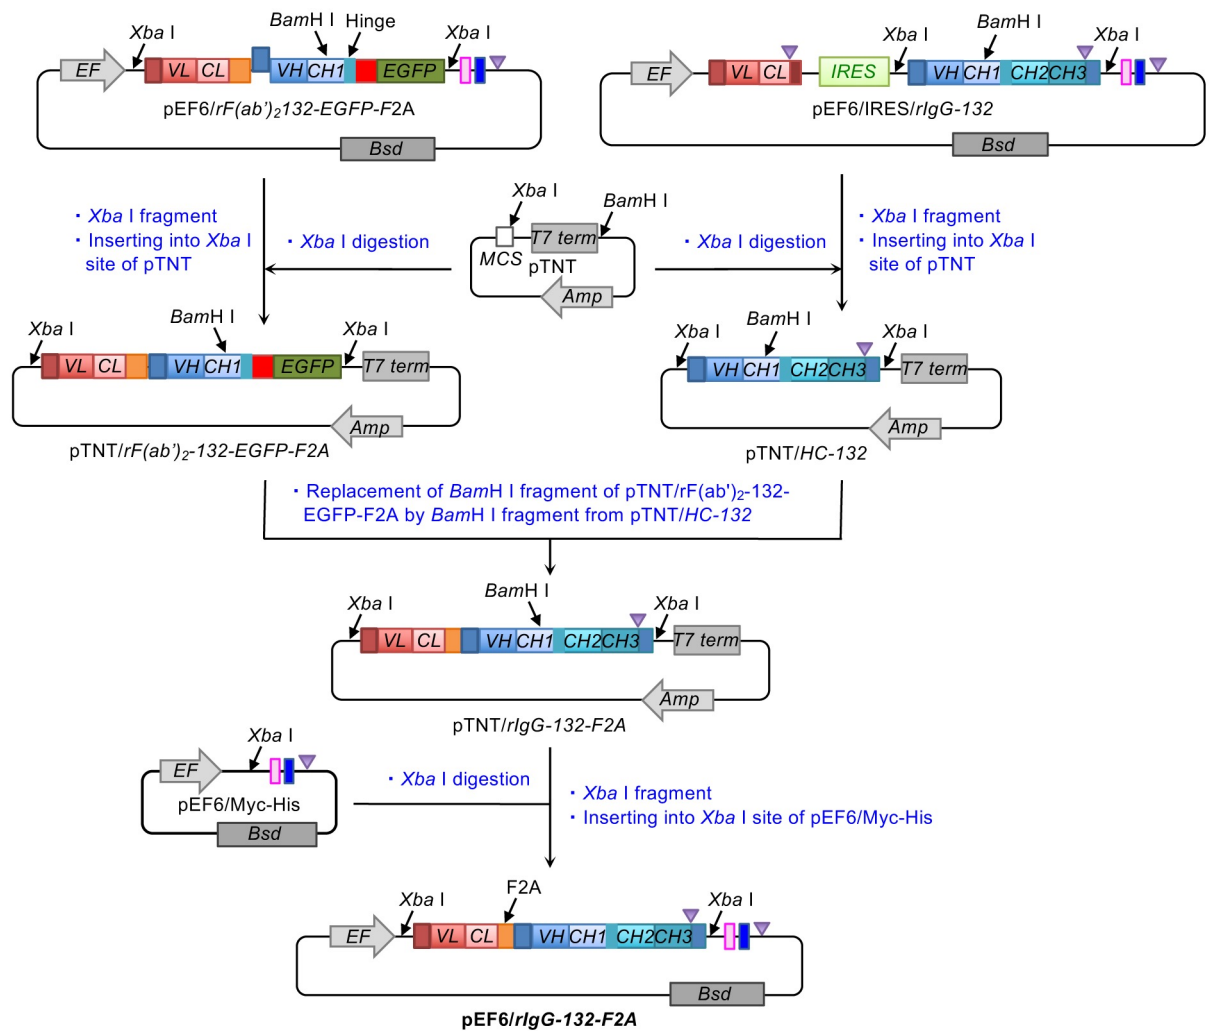 BamH I Hinge
Xba I
Xba I
EF
VL CL VH CH1 EGFP
pEF6/rF(ab’)2132-EGFP-F2A
Bsd
BamH I
Xba I
Xba I
EF
VL CL IRES VH CH1 CH2 CH3
pEF6/IRES/rIgG-132
Bsd
・ Xba I fragment
・ Inserting into Xba I
site of pTNT
・ Xba I digestion
Xba I
BamH I
T7 term
MCS
pTNT
Amp
・ Xba I digestion
・ Xba I fragment
・ Inserting into Xba I
site of pTNT
BamH I
Xba I
Xba I
VL CL VH CH1 EGFP T7 term
Amp
pTNT/rF(ab’)2-132-EGFP-F2A
BamH I
Xba I
Xba I
VH CH1 CH2 CH3 T7 term
Amp
pTNT/HC-132
・ Replacement of BamH I fragment of pTNT/rF(ab')2-132-
EGFP-F2A by BamH I fragment from pTNT/HC-132
BamH I
Xba I
Xba I
VL CL VH CH1 CH2 CH3 T7 term
Amp
pTNT/rIgG-132-F2A
Xba I
EF
pEF6/Myc-His
Bsd
・ Xba I digestion
・ Xba I fragment
・ Inserting into Xba I site of pEF6/Myc-His
F2A
Xba I
Xba I
EF
VL CL VH CH1 CH2 CH3
Bsd
pEF6/rIgG-132-F2A